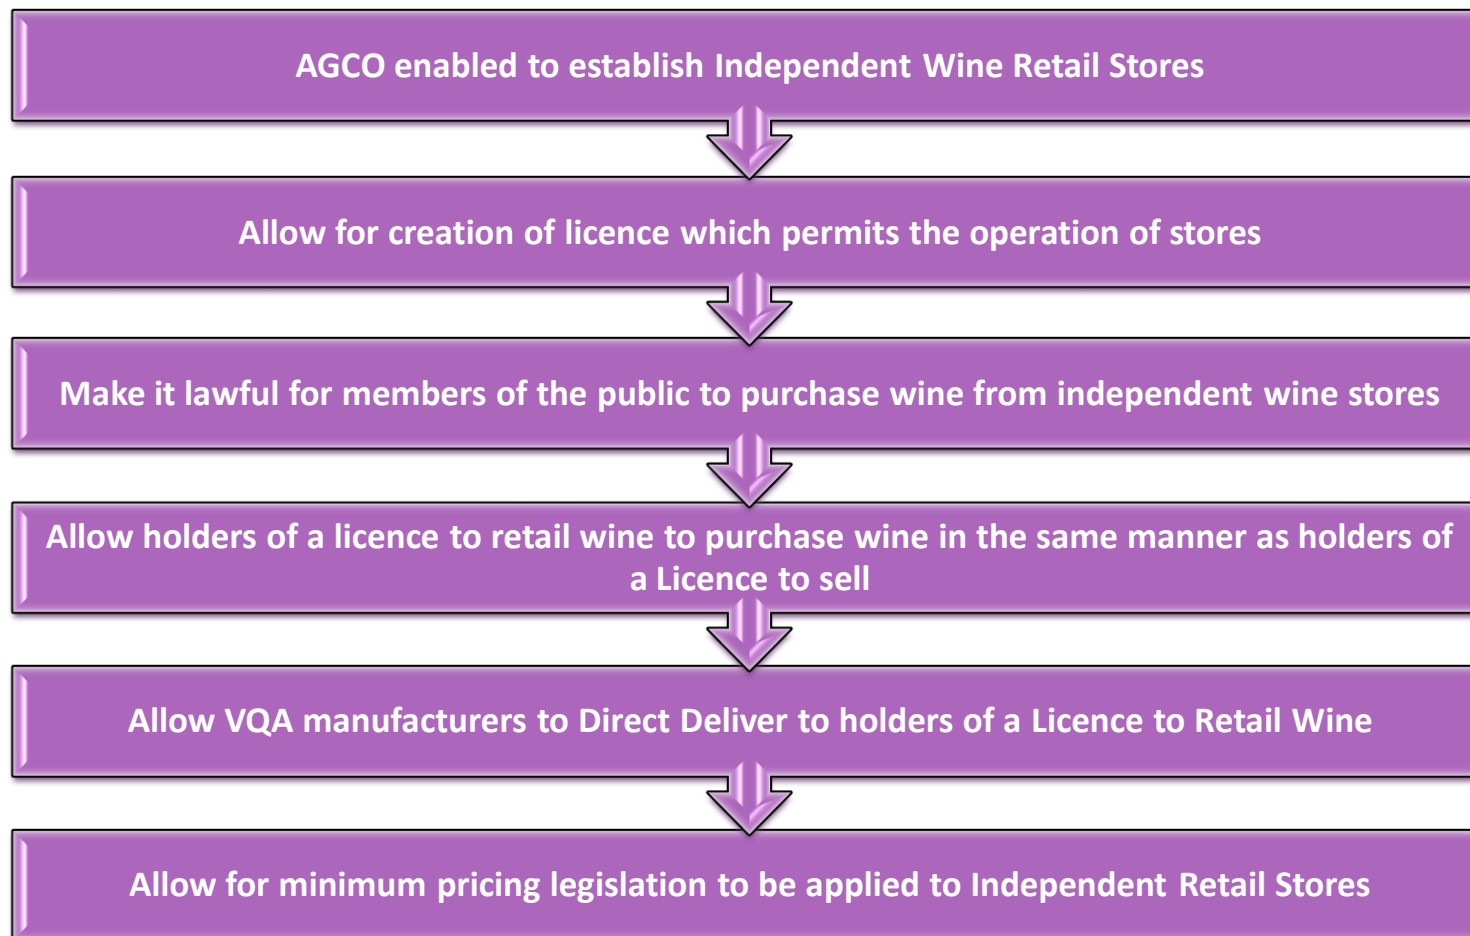 AGCO enabled to establish Independent Wine Retail Stores
Allow for creation of licence which permits the operation of stores
Make it lawful for members of the public to purchase wine from independent wine stores
Allow holders of a licence to retail wine to purchase wine in the same manner as holders of
a Licence to sell
Allow VQA manufacturers to Direct Deliver to holders of a Licence to Retail Wine
Allow for minimum pricing legislation to be applied to Independent Retail Stores